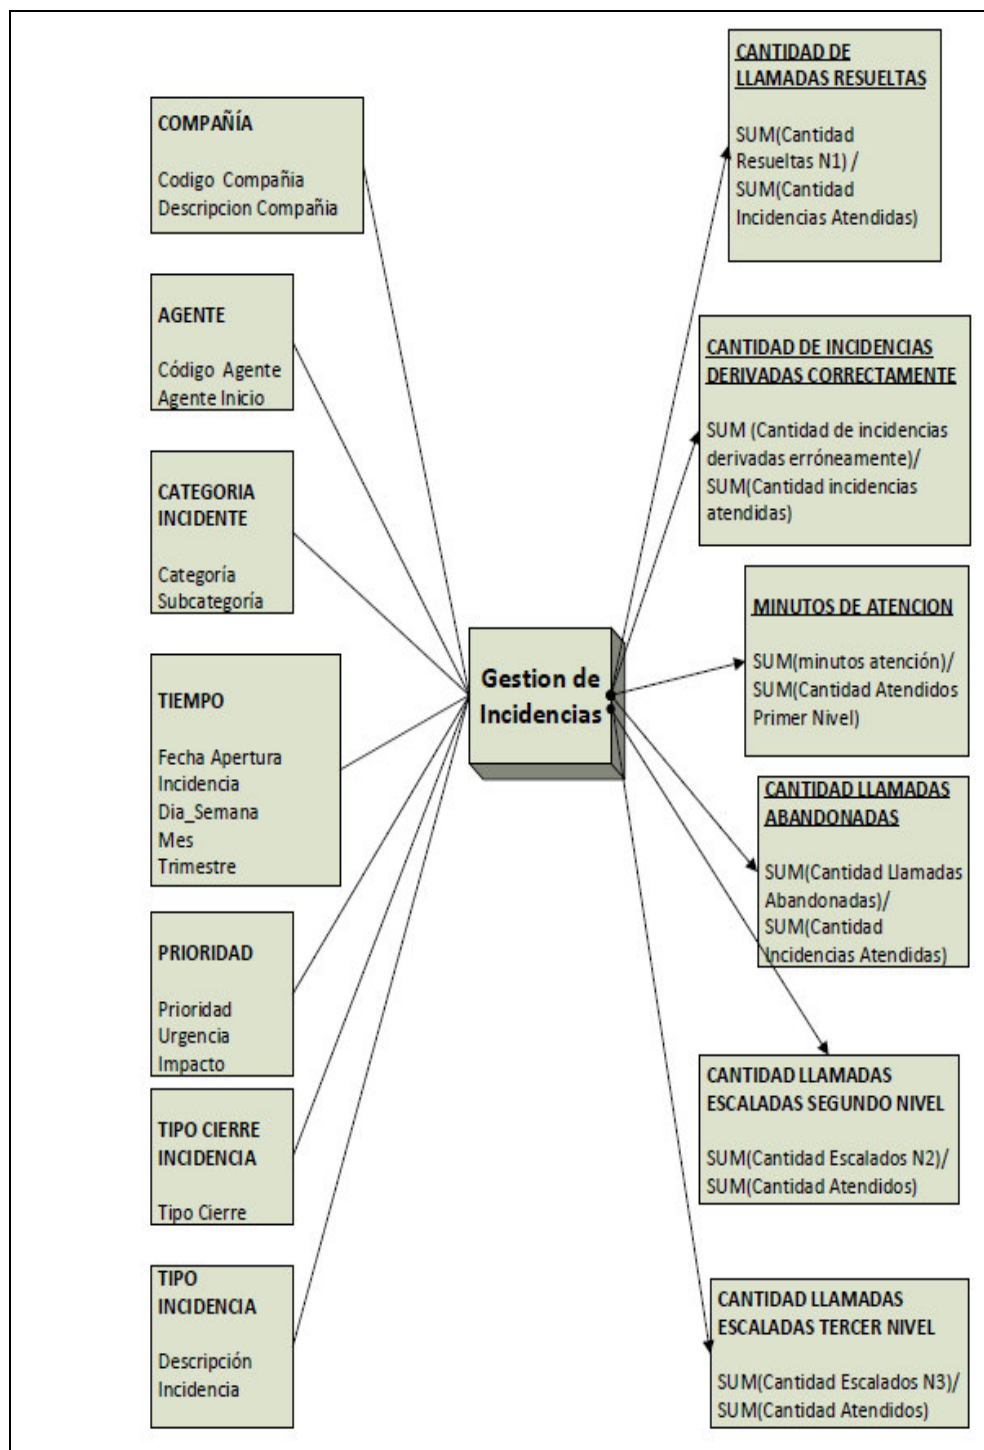 COMPAÑÍA
Codigo Compañia
Descripcion Compañia
AGENTE
Código Agente
Agente Inicio
CATEGORIA
INCIDENTE
Categoría
Subcategoría
TIEMPO
Fecha Apertura
Incidencia
Dia_Semana
Mes
Trimestre
PRIORIDAD
Prioridad
Urgencia
Impacto
TIPO CIERRE
INCIDENCIA
Tipo Cierre
TIPO
INCIDENCIA
Descripción
Incidencia
Gestion de
Incidencias
CANTIDAD DE
LLAMADAS RESUELTAS
SUM(Cantidad
Resueltas N1) /
SUM(Cantidad
Incidencias Atendidas)
CANTIDAD DE INCIDENCIAS
DERIVADAS CORRECTAMENTE
SUM (Cantidad de incidencias
derivadas erróneamente)/
SUM(Cantidad incidencias
atendidas)
MINUTOS DE ATENCION
SUM(minutos atención)/
SUM(Cantidad Atendidos
Primer Nivel)
CANTIDAD LLAMADAS
ABANDONADAS
SUM(Cantidad Llamadas
Abandonadas)/
SUM(Cantidad
Incidencias Atendidas)
CANTIDAD LLAMADAS
ESCALADAS SEGUNDO NIVEL
SUM(Cantidad Escalados N2)/
SUM(Cantidad Atendidos)
CANTIDAD LLAMADAS
ESCALADAS TERCER NIVEL
SUM(Cantidad Escalados N3)/
SUM(Cantidad Atendidos)